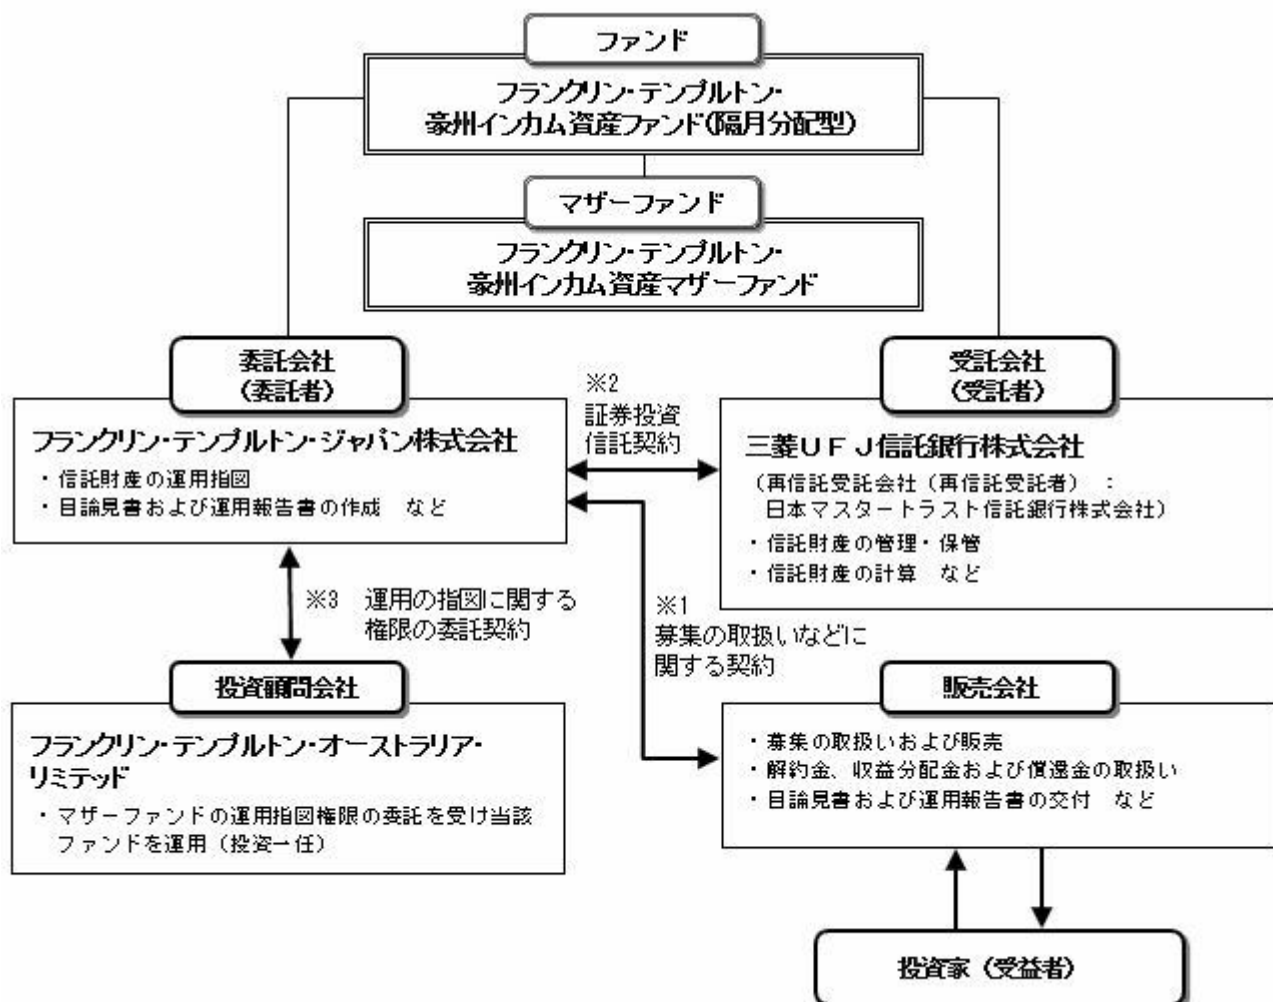 ファンド
フランクリン・テンプルトン・
豪州インカム資産ファンド(隔月分配型)
マザーファンド
フランクリン・テンプルトン・
豪州インカム資産マザーファンド
委託会社
(委託者)
フランクリン・テンプルトン・ジャパン株式会社
・信託財産の運用指図
・目論見書および運用報告書の作成　など
※2
証券投資
信託契約
受託会社
(受託者)
三菱ＵＦＪ信託銀行株式会社
(再信託受託会社（再信託受託者）：
日本マスタートラスト信託銀行株式会社)
・信託財産の管理・保管
・信託財産の計算　など
※3　運用の指図に関する
権限の委託契約
※1
募集の取扱いなどに
関する契約
投資顧問会社
フランクリン・テンプルトン・オーストラリア・
リミテッド
・マザーファンドの運用指図権限の委託を受け当該
ファンドを運用（投資一任）
販売会社
・募集の取扱いおよび販売
・解約金、収益分配金および償還金の取扱い
・目論見書および運用報告書の交付　など
投資家（受益者）